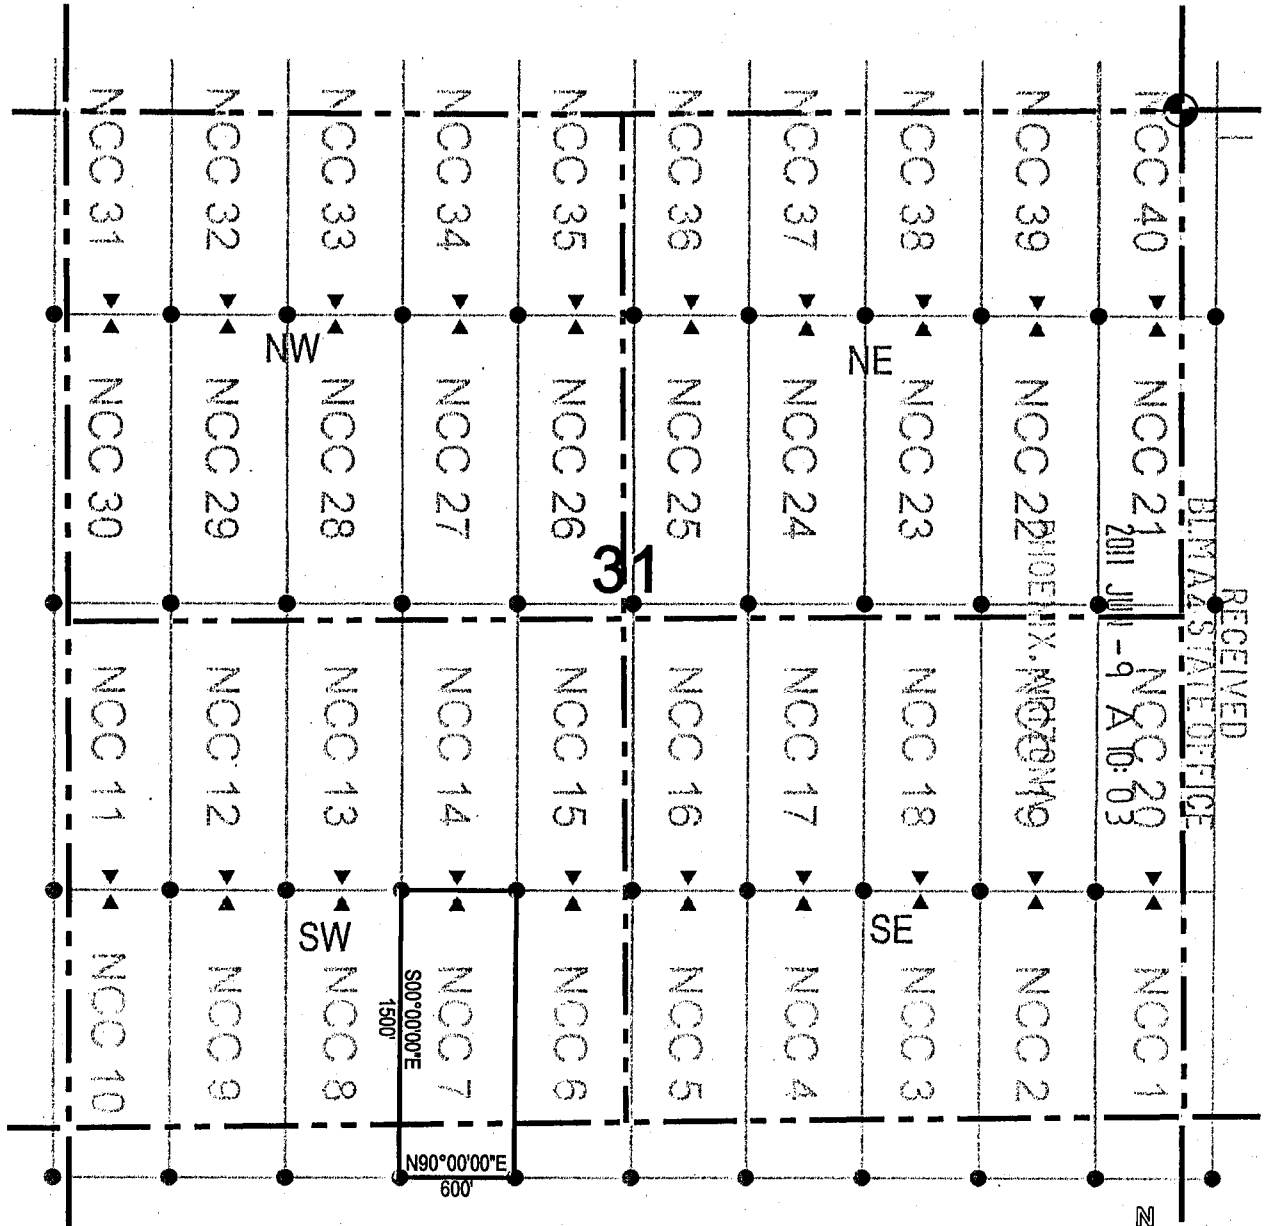 NCC 31
NCC 32
NCC 33
NCC 34
NCC 35
NCC 36
NCC 37
NCC 38
NCC 39
NCC 40
NW
NE
NCC 30
NCC 29
NCC 28
NCC 27
NCC 26
NCC 25
NCC 24
NCC 23
NCC 22
NCC 21
31
RECEIVED
BLM AZ STATE OFFICE
2011 JUN -9 A 10:03
PHOENIX, ARIZONA
NCC 11
NCC 12
NCC 13
NCC 14
NCC 15
NCC 16
NCC 17
NCC 18
NCC 19
NCC 20
SW
SE
NCC 10
NCC 9
NCC 8
S00°00'00"E
1500'
NCC 7
NCC 6
NCC 5
NCC 4
NCC 3
NCC 2
NCC 1
N90°00'00"E
600'
N